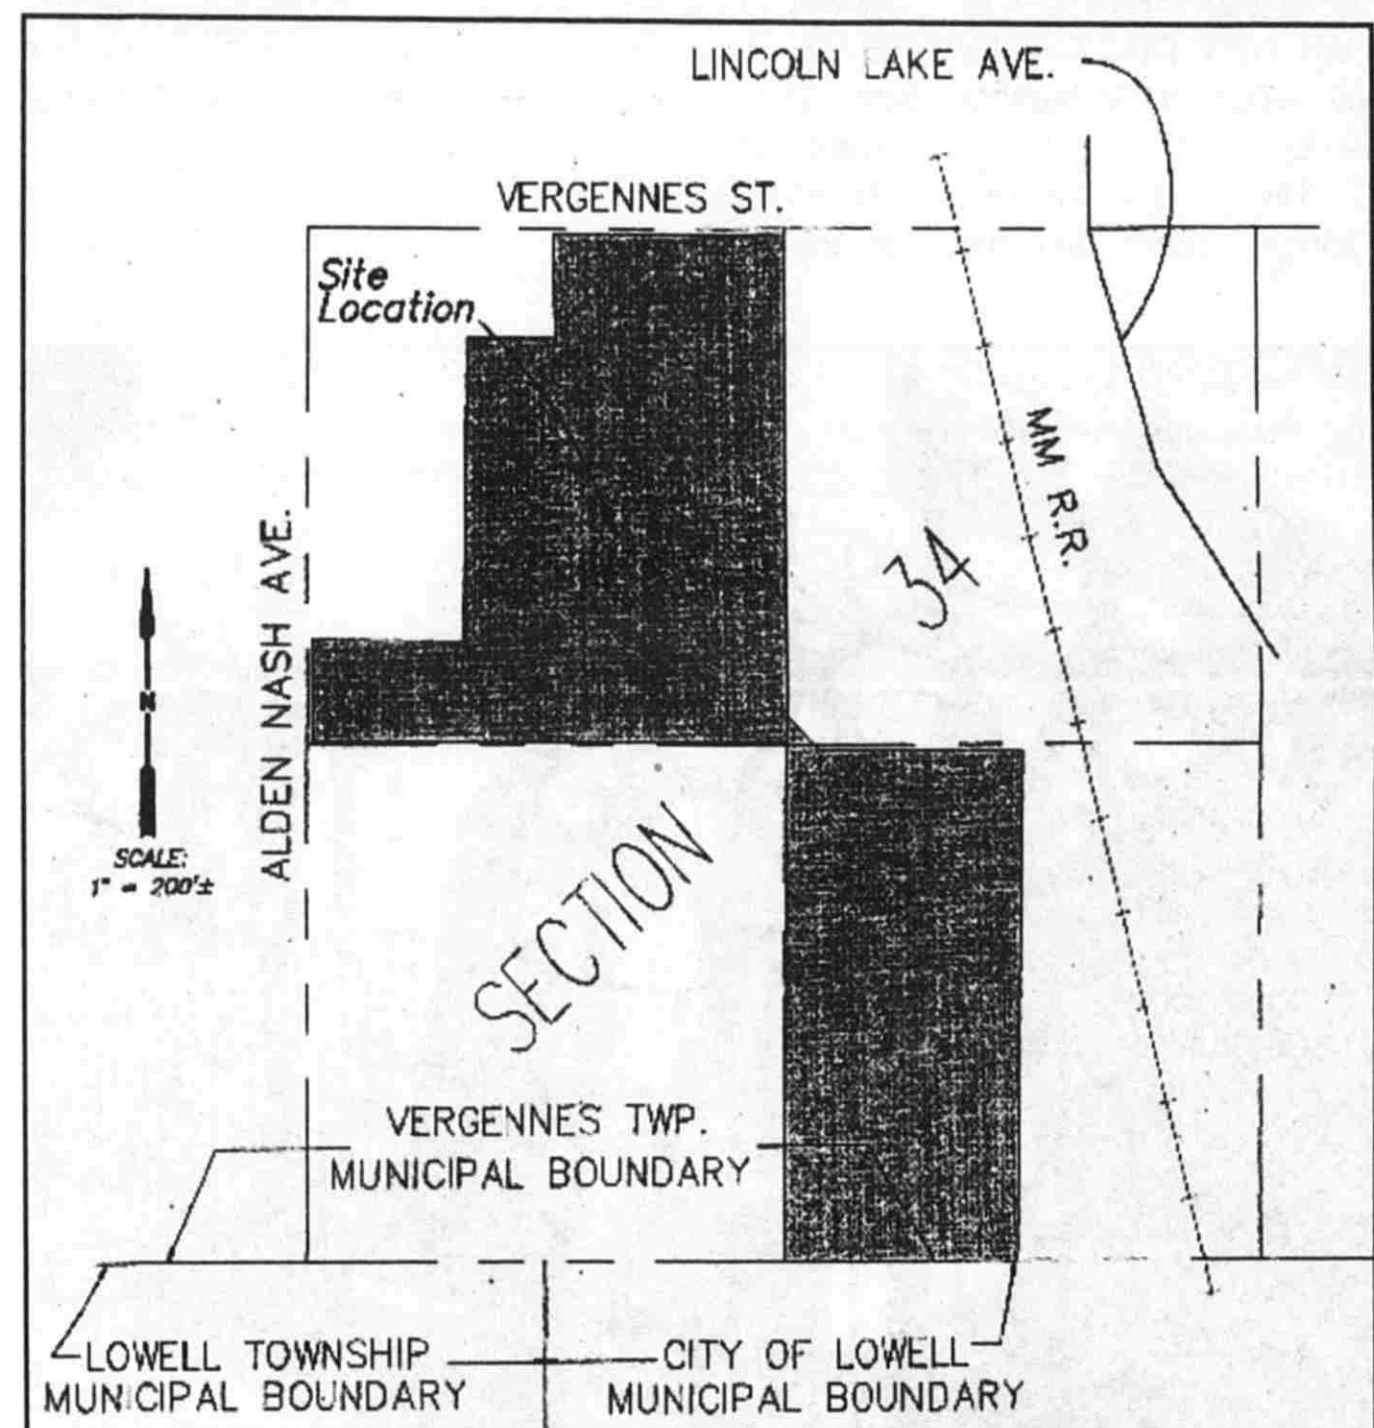 LINCOLN LAKE AVE.
VERGENNES ST.
Site
Location
MM R.R.
34
ALDEN NASH AVE.
N
SCALE:
1" = 200'±
SECTION
VERGENNES TWP.
MUNICIPAL BOUNDARY
LOWELL TOWNSHIP
MUNICIPAL BOUNDARY
CITY OF LOWELL
MUNICIPAL BOUNDARY